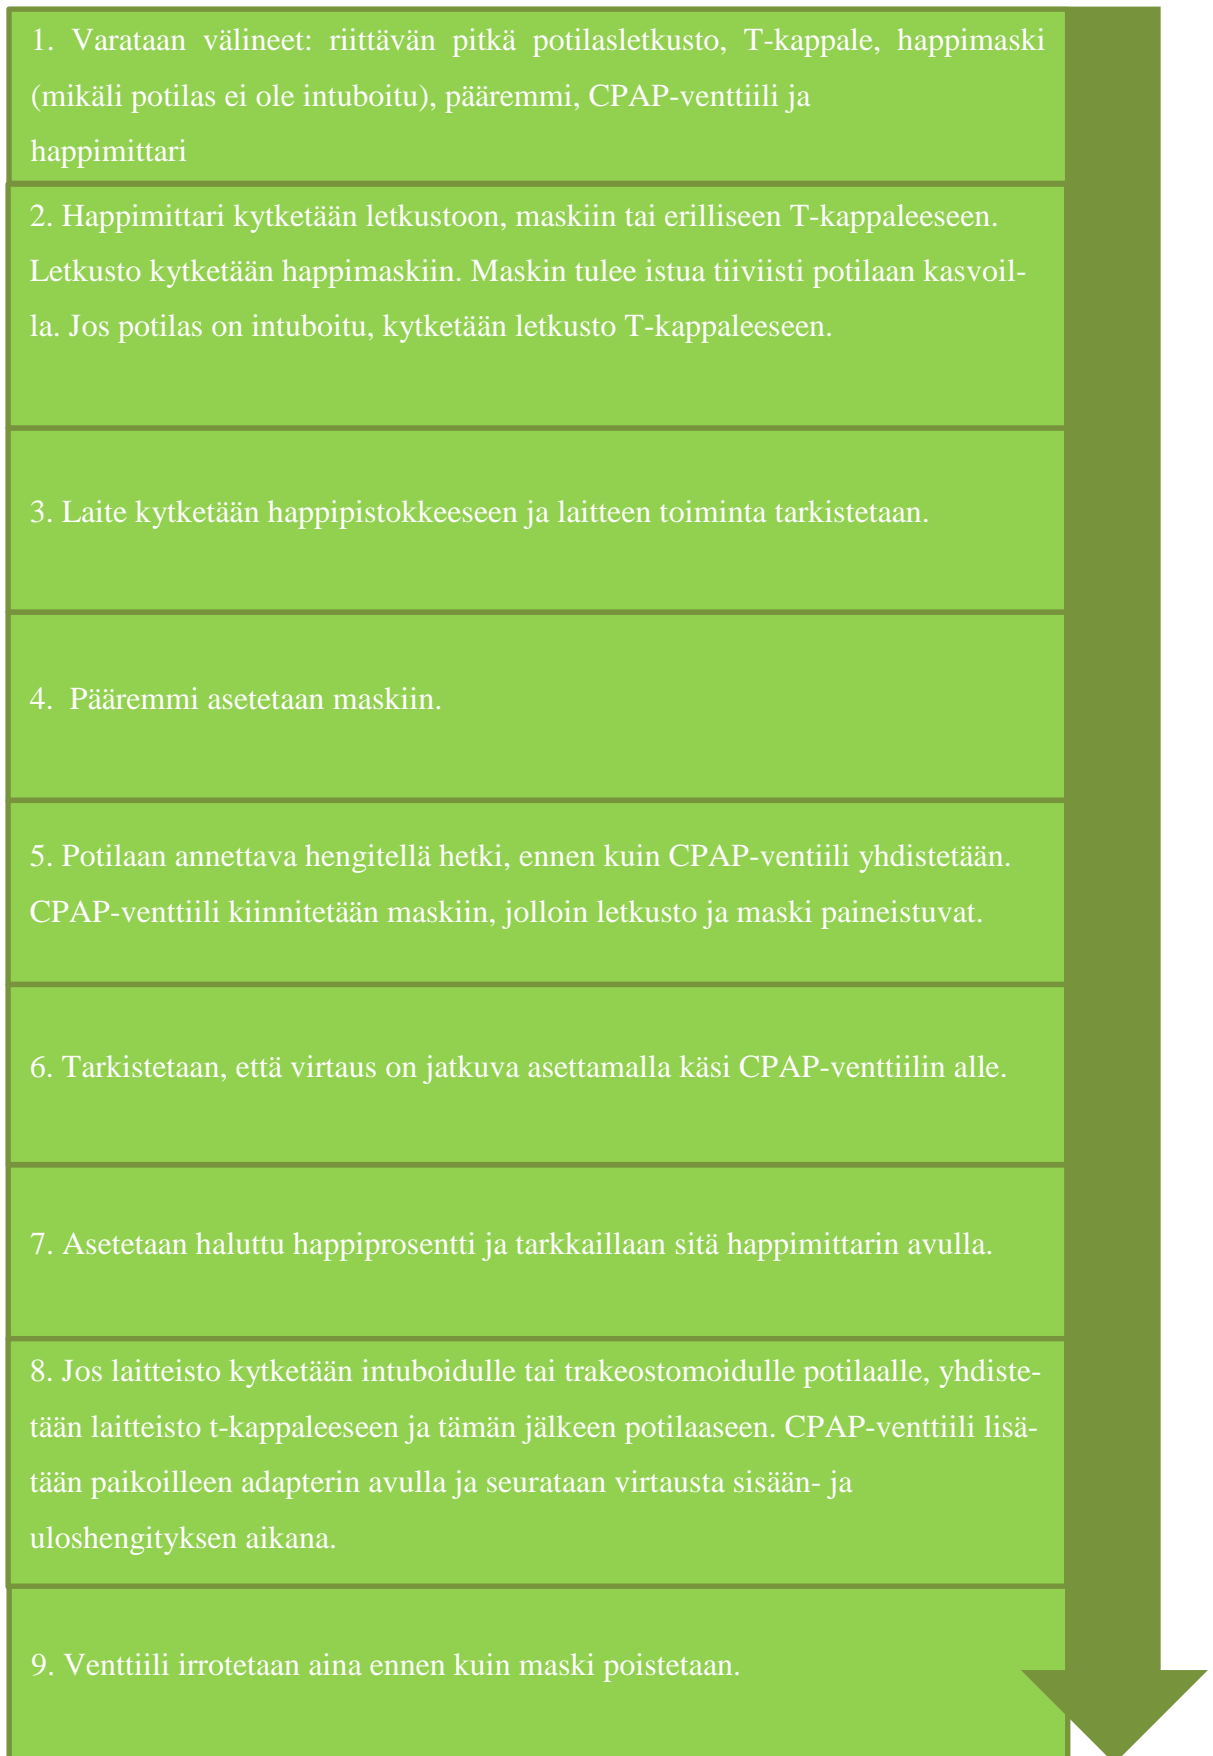 1. Varataan välineet: riittävän pitkä potilasletkusto, T-kappale, happimaski
(mikäli potilas ei ole intuboitu), pääremmi, CPAP-venttiili ja
happimittari
2. Happimittari kytketään letkustoon, maskiin tai erilliseen T-kappaleeseen.
Letkusto kytketään happimaskiin. Maskin tulee istua tiiviisti potilaan kasvoil-
la. Jos potilas on intuboitu, kytketään letkusto T-kappaleeseen.
3. Laite kytketään happipistokkeeseen ja laitteen toiminta tarkistetaan.
4. Pääremmi asetetaan maskiin.
5. Potilaan annettava hengitellä hetki, ennen kuin CPAP-ventiili yhdistetään.
CPAP-venttiili kiinnitetään maskiin, jolloin letkusto ja maski paineistuvat.
6. Tarkistetaan, että virtaus on jatkuva asettamalla käsi CPAP-venttiilin alle.
7. Asetetaan haluttu happiprosentti ja tarkkaillaan sitä happimittarin avulla.
8. Jos laitteisto kytketään intuboidulle tai trakeostomoidulle potilaalle, yhdiste-
tään laitteisto t-kappaleeseen ja tämän jälkeen potilaaseen. CPAP-venttiili lisä-
tään paikoilleen adapterin avulla ja seurataan virtausta sisään- ja
uloshengityksen aikana.
9. Venttiili irrotetaan aina ennen kuin maski poistetaan.